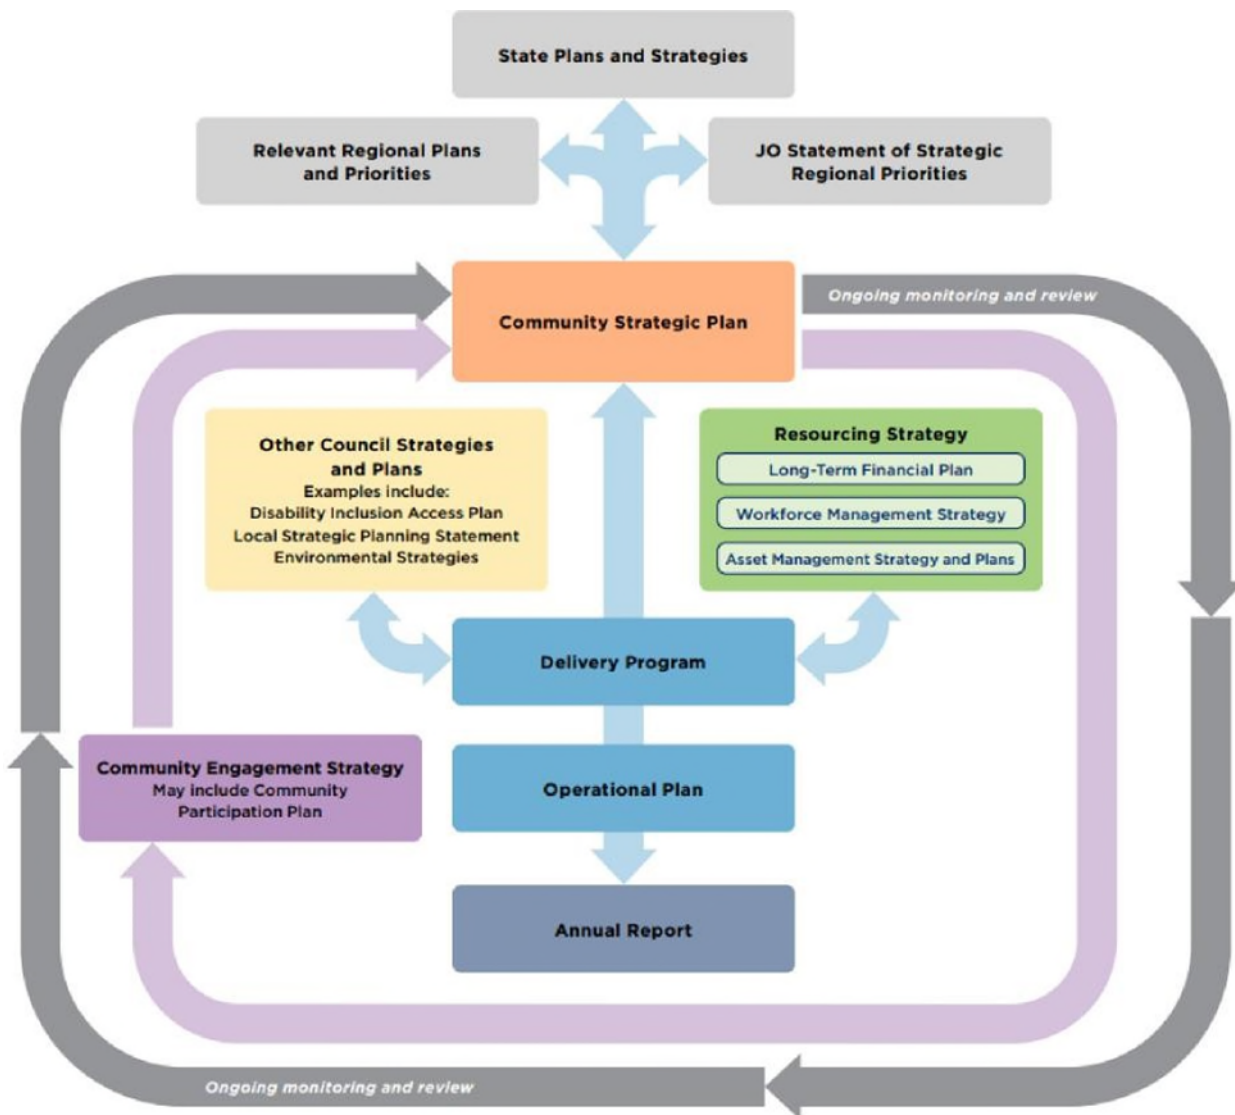 State Plans and Strategies
Relevant Regional Plans
and Priorities
JO Statement of Strategic
Regional Priorities
Community Strategic Plan
Ongoing monitoring and review
Other Council Strategies
and Plans
Examples include:
Disability Inclusion Access Plan
Local Strategic Planning Statement
Environmental Strategies
Resourcing Strategy
Long-Term Financial Plan
Workforce Management Strategy
Asset Management Strategy and Plans
Delivery Program
Community Engagement Strategy
May include Community
Participation Plan
Operational Plan
Annual Report
Ongoing monitoring and review